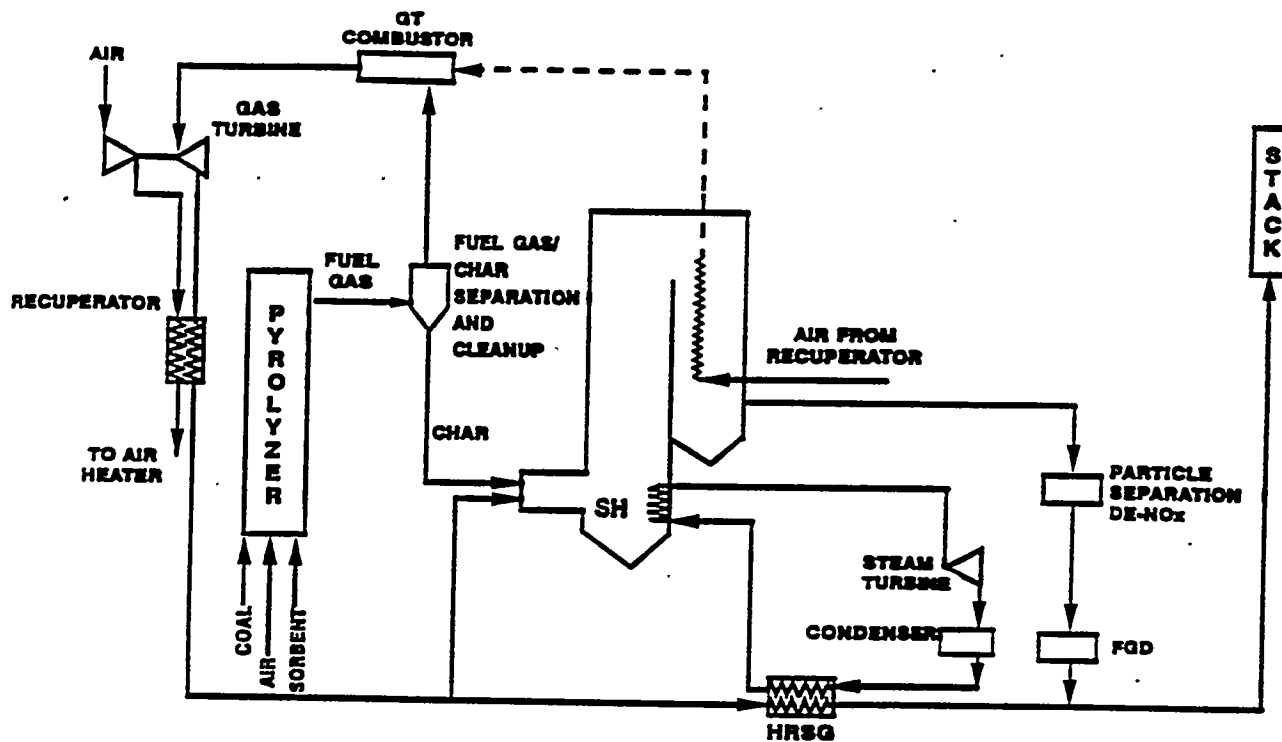 GT
COMBUSTOR
AIR
GAS
TURBINE
STACK
FUEL GAS/
CHAR
SEPARATION
AND
CLEANUP
FUEL
GAS
RECUPERATOR
PYROLYZER
AIR FROM
RECUPERATOR
CHAR
TO AIR
HEATER
SH
PARTICLE
SEPARATION
DE-NOx
STEAM
TURBINE
COAL
AIR
SORBENT
CONDENSER
FGD
HRSG